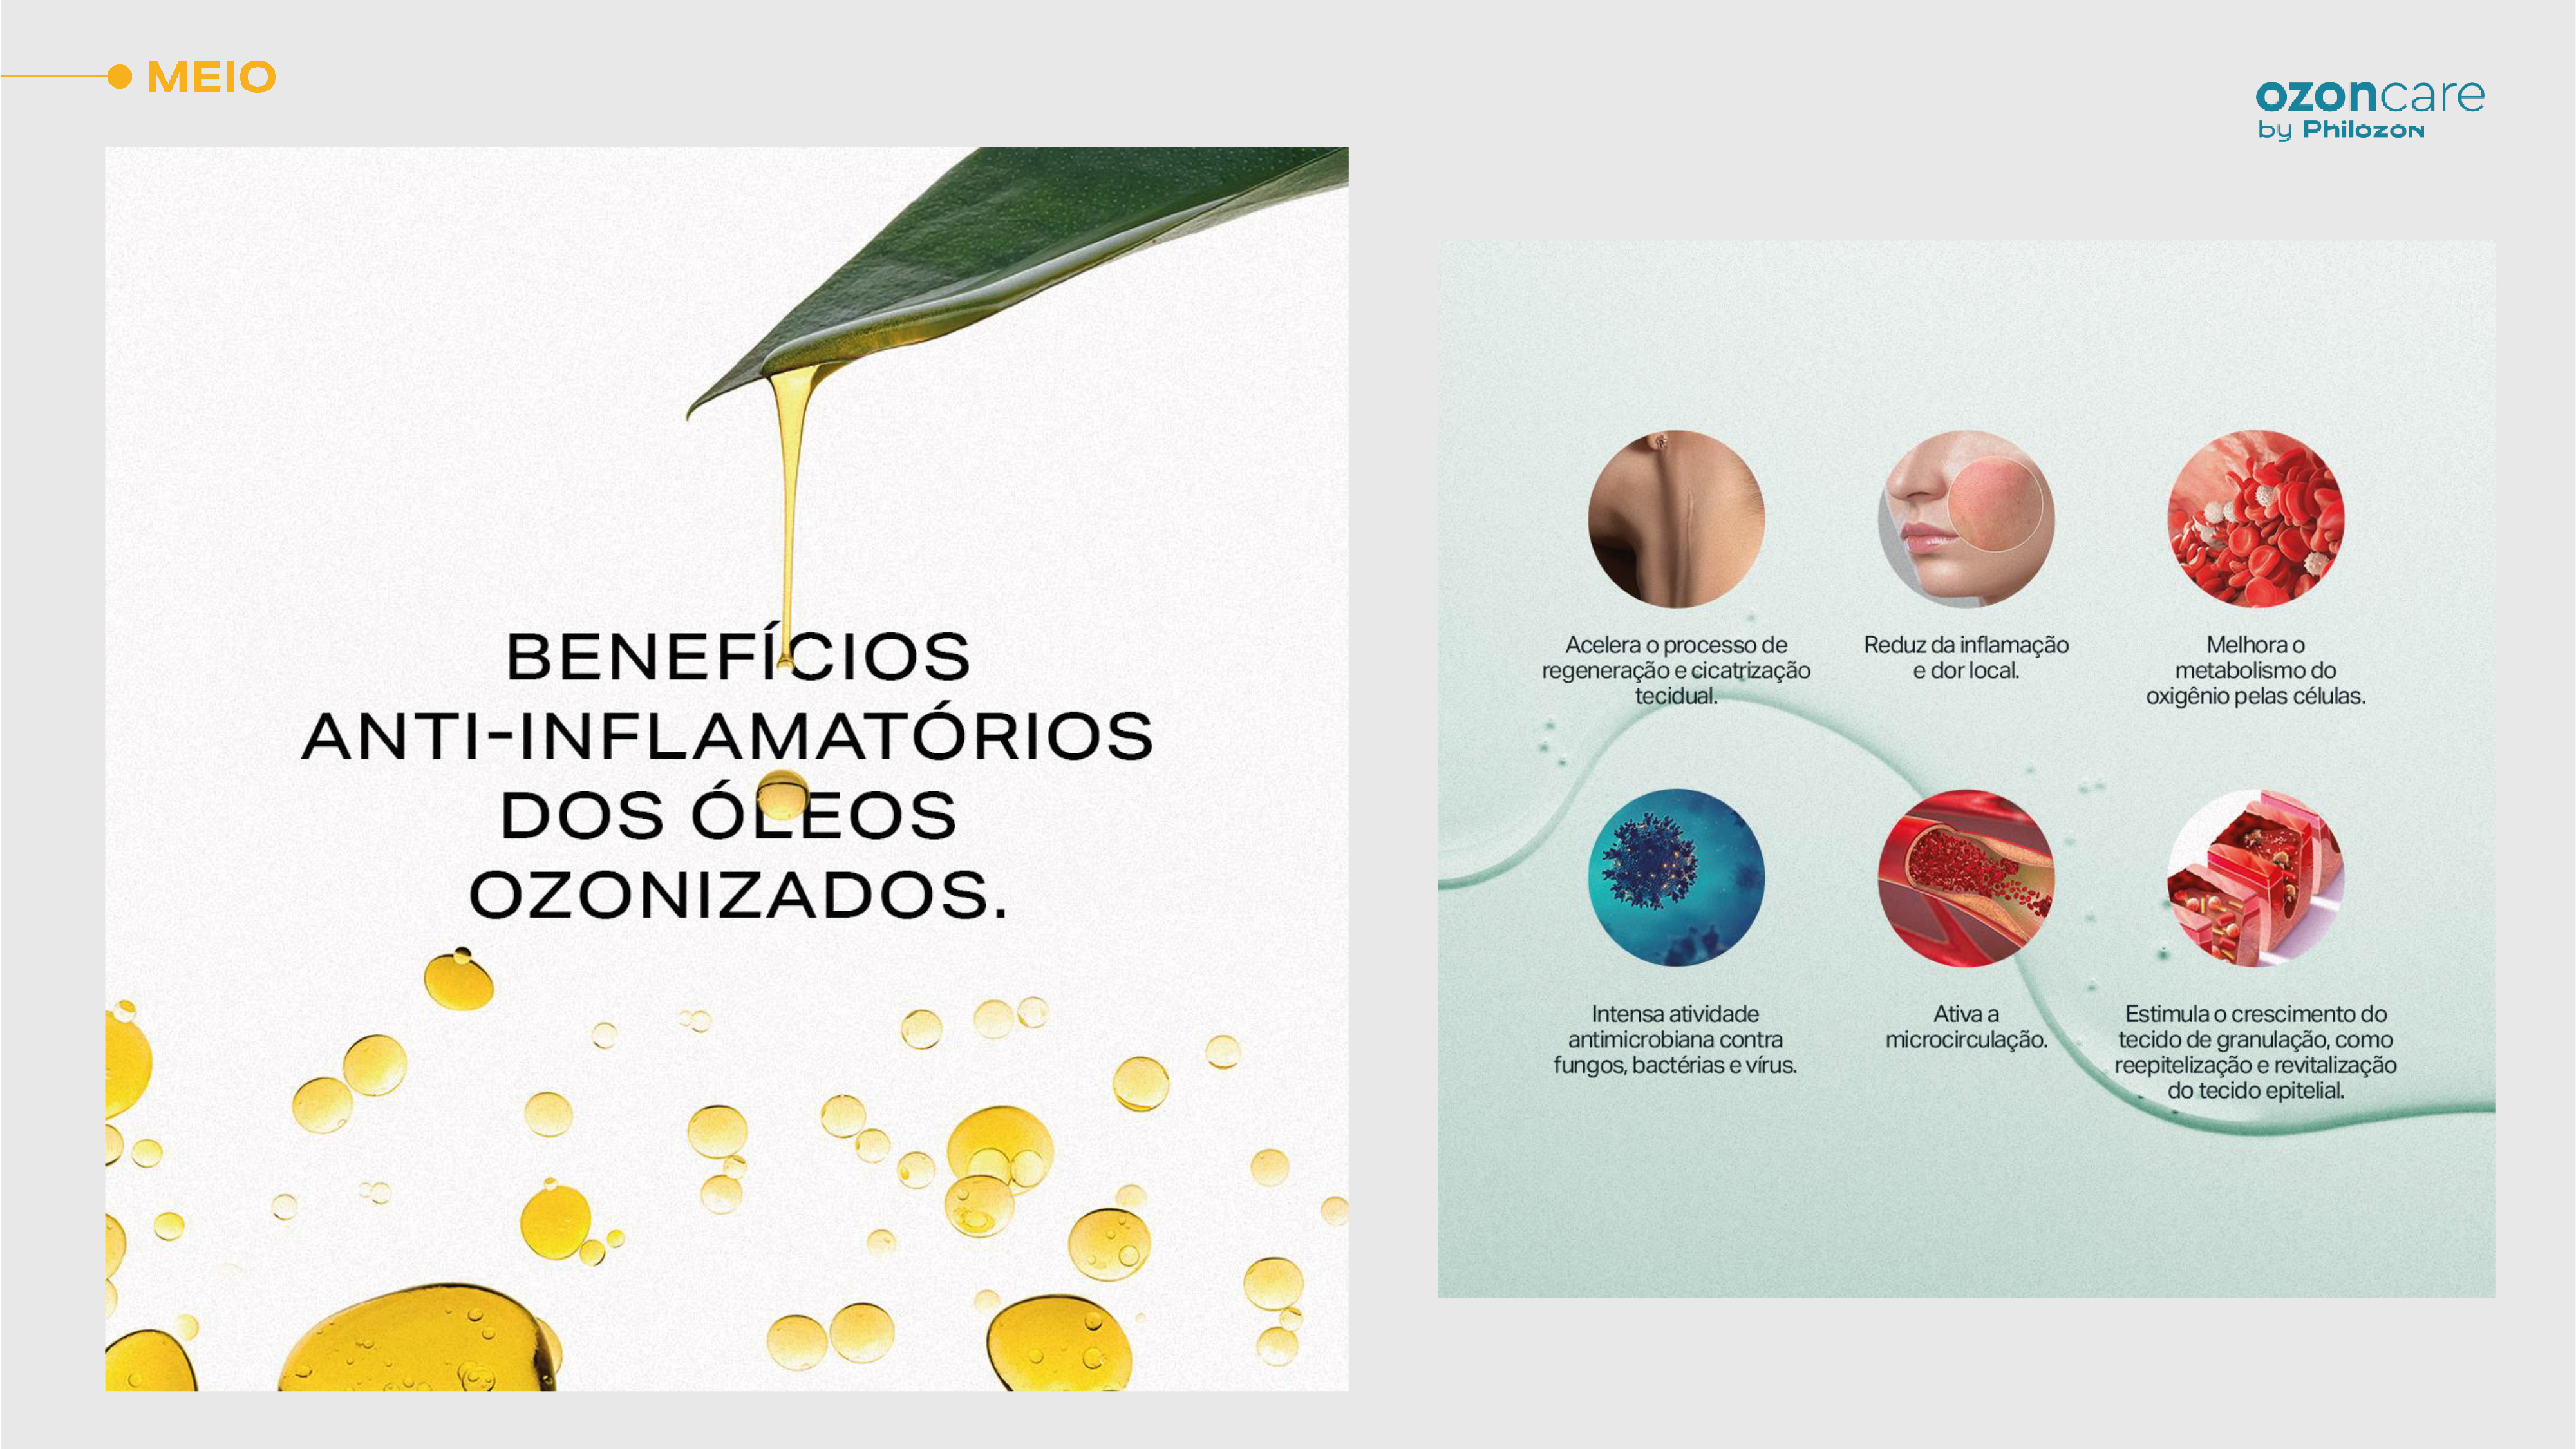 MEIO
ozoncare
by Philozon
BENEFÍCIOS
ANTI-INFLAMATÓRIOS
DOS ÓLEOS
OZONIZADOS.
Acelera o processo de
regeneração e cicatrização
tecidual.
Reduz da inflamação
e dor local.
Melhora o
metabolismo do
oxigênio pelas células.
Intensa atividade
antimicrobiana contra
fungos, bactérias e vírus.
Ativa a
microcirculação.
Estimula o crescimento do
tecido de granulação, como
reepitelização e revitalização
do tecido epitelial.